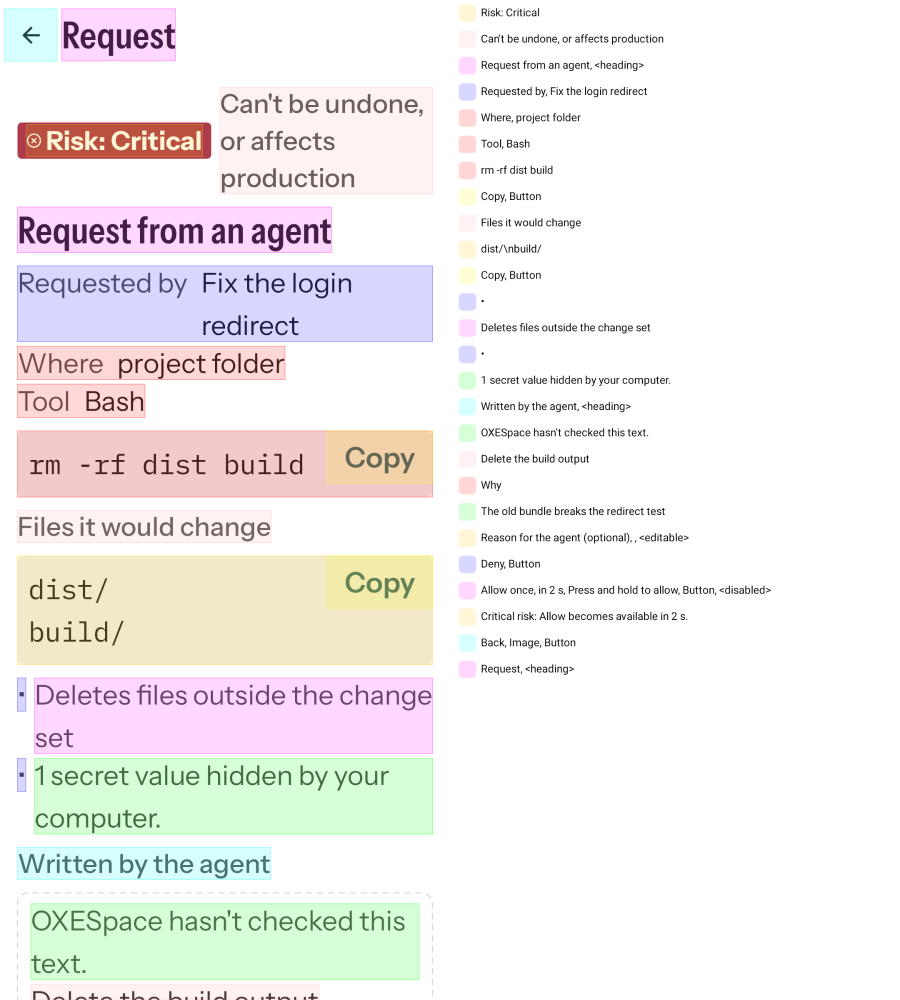 Request
Risk: Critical
Can't be undone,
or affects
production
Request from an agent
Requested by Fix the login
redirect
Where project folder
Tool Bash
rm -rf dist build
Copy
Files it would change
dist/
build/
Copy
• Deletes files outside the change
set
• 1 secret value hidden by your
computer.
Written by the agent
OXESpace hasn't checked this
text.
Delete the build output
Risk: Critical
Can't be undone, or affects production
Request from an agent, <heading>
Requested by, Fix the login redirect
Where, project folder
Tool, Bash
rm -rf dist build
Copy, Button
Files it would change
dist/\nbuild/
Copy, Button
•
Deletes files outside the change set
•
1 secret value hidden by your computer.
Written by the agent, <heading>
OXESpace hasn't checked this text.
Delete the build output
Why
The old bundle breaks the redirect test
Reason for the agent (optional), , <editable>
Deny, Button
Allow once, in 2 s, Press and hold to allow, Button, <disabled>
Critical risk: Allow becomes available in 2 s.
Back, Image, Button
Request, <heading>